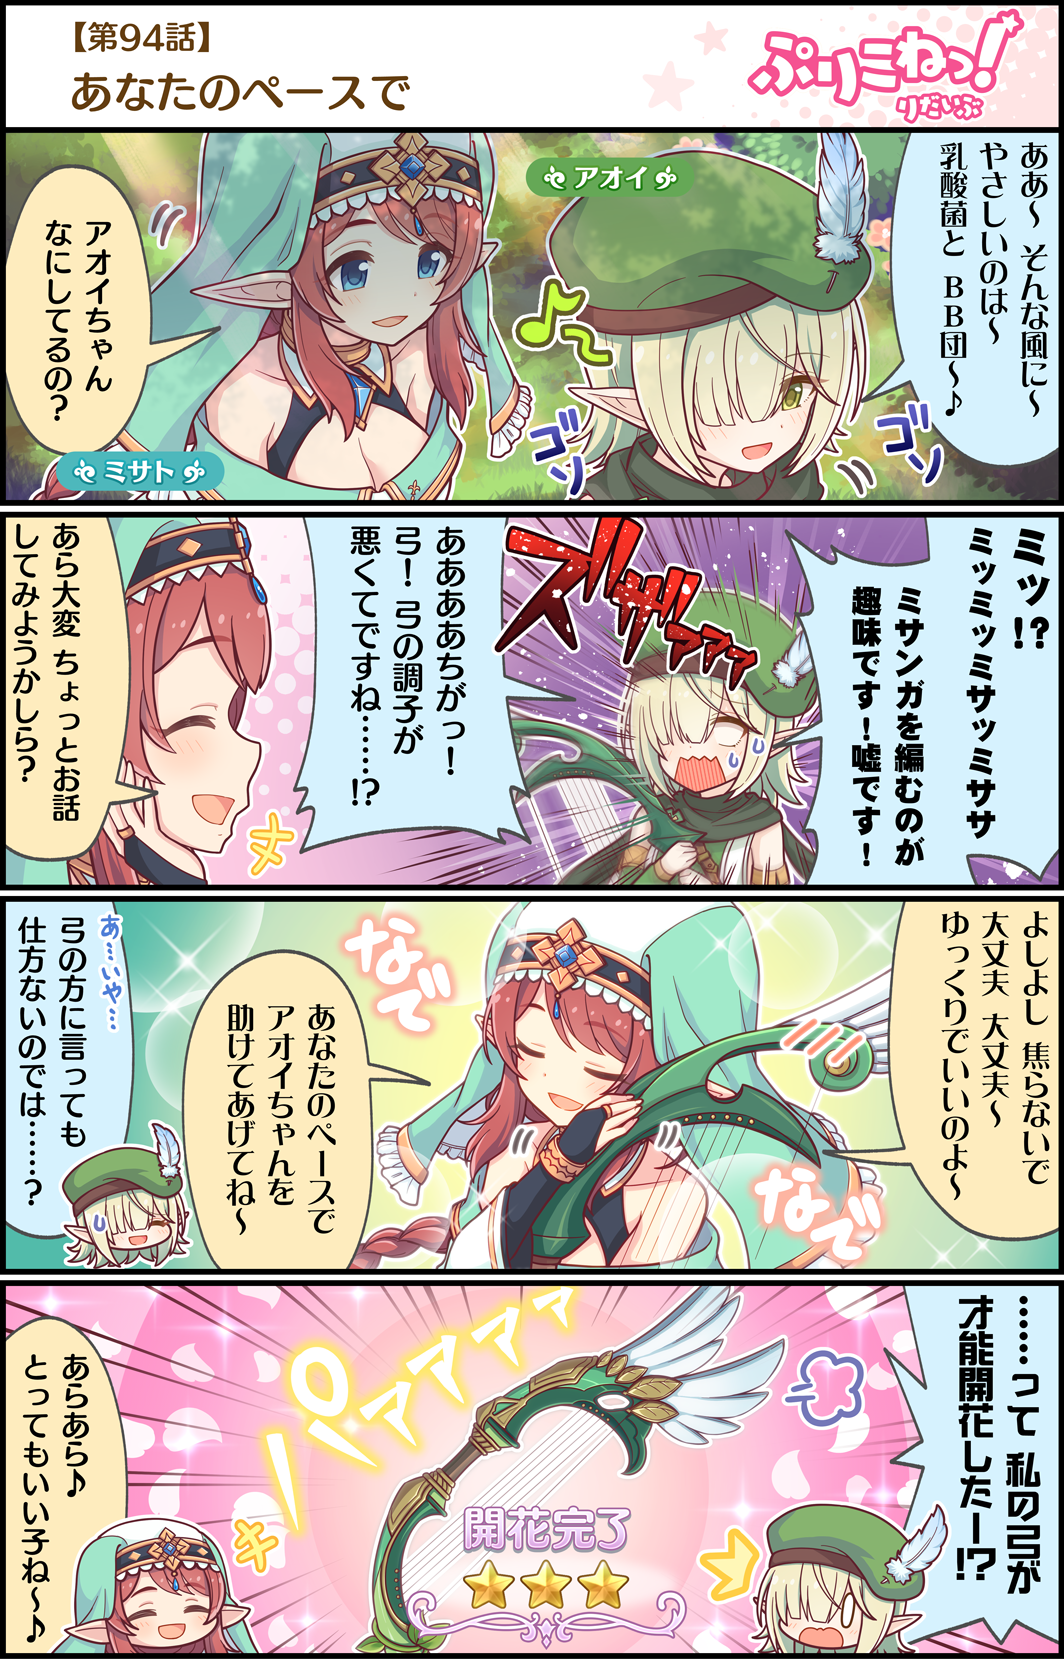 【第94話】
あなたのペースで
ぷりこねっ!
りだいぶ
ああ～ そんな風に～
やさしいのは～
乳酸菌と BB団～♪
アオイ
ゴソ
ゴソ
アオイちゃん
なにしてるの?
ミサト
ミッ!?
ミッミッミサッミササ
ミサンガを編むのが
趣味です!嘘です!
ズザザァァァ
ああああちがっ!
弓! 弓の調子が
悪くてですね……!?
あら大変 ちょっとお話
してみようかしら?
よしよし 焦らないで
大丈夫 大丈夫～
ゆっくりでいいのよ～
なで
なで
あなたのペースで
アオイちゃんを
助けてあげてね～
あ…いや…
弓の方に言っても
仕方ないのでは……?
……って 私の弓が
才能開花したー!?
パァァァァ
開花完了
あらあら♪
とってもいい子ね～♪